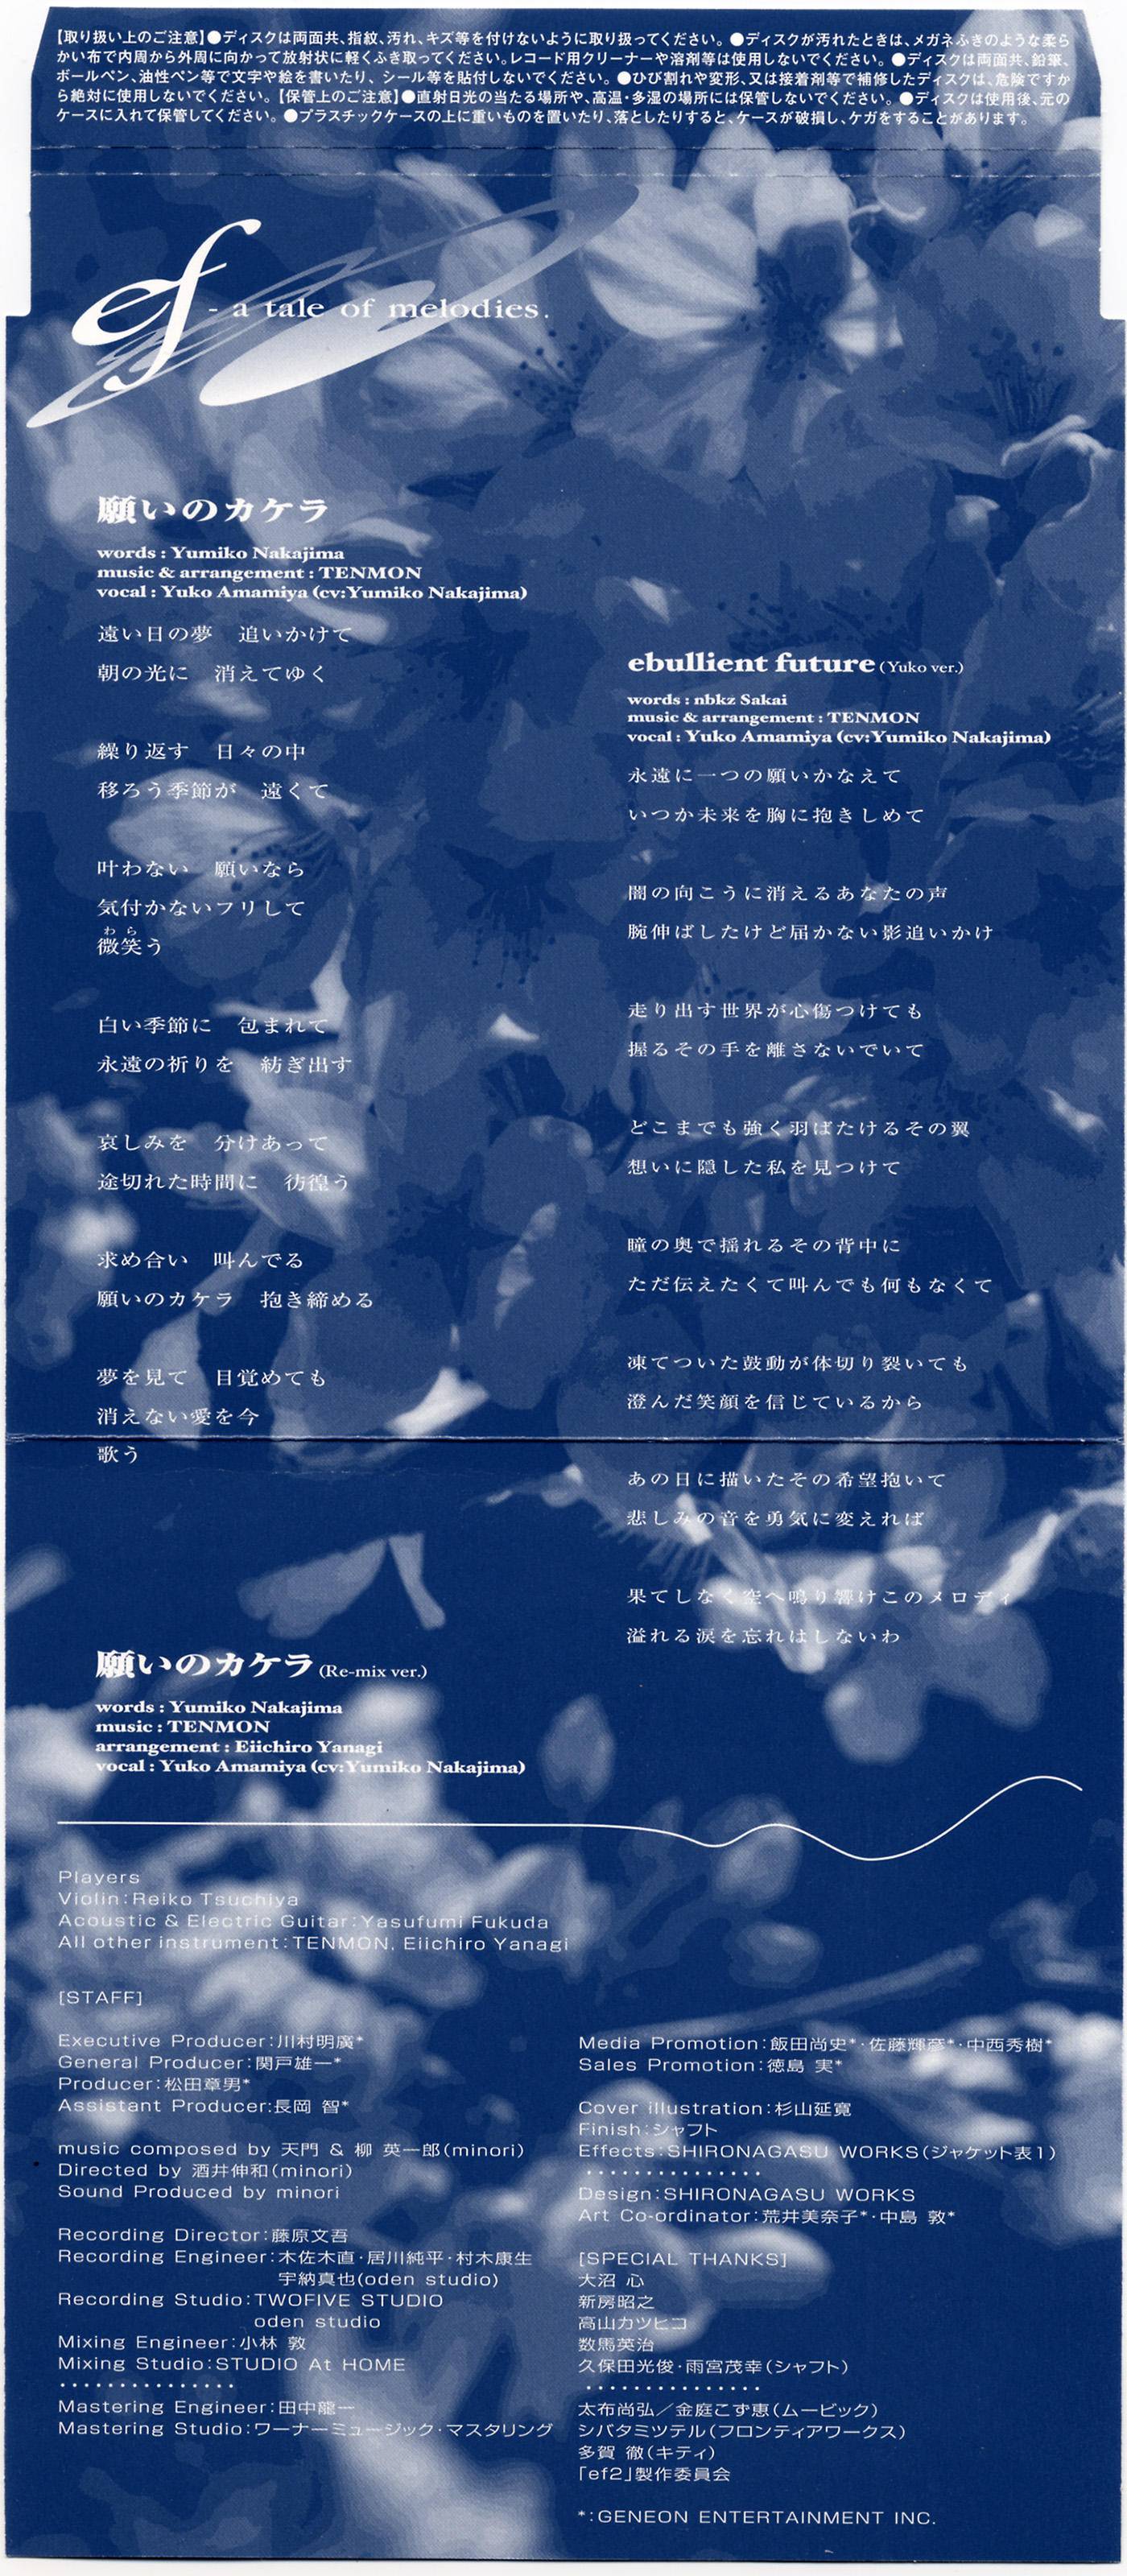 【取り扱い上のご注意】●ディスクは両面共、指紋、汚れ、キズ等を付けないように取り扱ってください。●ディスクが汚れたときは、メガネふきのような柔ら
かい布で内周から外周に向かって放射状に軽くふき取ってください。レコード用クリーナーや溶剤等は使用しないでください。●ディスクは両面共、鉛筆、
ボールペン、油性ペン等で文字や絵を書いたり、シール等を貼付しないでください。●ひび割れや変形、又は接着剤等で補修したディスクは、危険ですか
ら絶対に使用しないでください。【保管上のご注意】●直射日光の当たる場所や、高温・多湿の場所には保管しないでください。●ディスクは使用後、元の
ケースに入れて保管してください。●プラスチックケースの上に重いものを置いたり、落としたりすると、ケースが破損し、ケガをすることがあります。
ef - a tale of melodies.
願いのカケラ
words : Yumiko Nakajima
music & arrangement : TENMON
vocal : Yuko Amamiya (cv:Yumiko Nakajima)
遠い日の夢　追いかけて
朝の光に　消えてゆく
繰り返す　日々の中
移ろう季節が　遠くて
叶わない　願いなら
気付かないフリして
わら
微笑う
白い季節に　包まれて
永遠の祈りを　紡ぎ出す
哀しみを　分けあって
途切れた時間に　彷徨う
求め合い　叫んでる
願いのカケラ　抱き締める
夢を見て　目覚めても
消えない愛を今
歌う
ebullient future (Yuko ver.)
words : nbkz Sakai
music & arrangement : TENMON
vocal : Yuko Amamiya (cv:Yumiko Nakajima)
永遠に一つの願いかなえて
いつか未来を胸に抱きしめて
闇の向こうに消えるあなたの声
腕伸ばしたけど届かない影追いかけ
走り出す世界が心傷つけても
握るその手を離さないでいて
どこまでも強く羽ばたけるその翼
想いに隠した私を見つけて
瞳の奥で揺れるその背中に
ただ伝えたくて叫んでも何もなくて
凍てついた鼓動が体切り裂いても
澄んだ笑顔を信じているから
あの日に描いたその希望抱いて
悲しみの音を勇気に変えれば
果てしなく空へ鳴り響けこのメロディ
溢れる涙を忘れはしないわ
願いのカケラ (Re-mix ver.)
words : Yumiko Nakajima
music : TENMON
arrangement : Eiichiro Yanagi
vocal : Yuko Amamiya (cv:Yumiko Nakajima)
Players
Violin:Reiko Tsuchiya
Acoustic & Electric Guitar:Yasufumi Fukuda
All other instrument:TENMON, Eiichiro Yanagi
[STAFF]
Executive Producer:川村明廣*
General Producer:関戸雄一*
Producer:松田章男*
Assistant Producer:長岡 智*
music composed by 天門 & 柳 英一郎(minori)
Directed by 酒井伸和(minori)
Sound Produced by minori
Recording Director:藤原文吾
Recording Engineer:木佐木直・居川純平・村木康生
宇納真也(oden studio)
Recording Studio:TWOFIVE STUDIO
oden studio
Mixing Engineer:小林 敦
Mixing Studio:STUDIO At HOME
・・・・・・・・・・・・・・・
Mastering Engineer:田中龍一
Mastering Studio:ワーナーミュージック・マスタリング
Media Promotion:飯田尚史*・佐藤輝彦*・中西秀樹*
Sales Promotion:徳島 実*
Cover illustration:杉山延寛
Finish:シャフト
Effects:SHIRONAGASU WORKS(ジャケット表1)
・・・・・・・・・・・・・・・
Design:SHIRONAGASU WORKS
Art Co-ordinator:荒井美奈子*・中島 敦*
[SPECIAL THANKS]
大沼 心
新房昭之
高山カツヒコ
数馬英治
久保田光俊・雨宮茂幸(シャフト)
・・・・・・・・・・・・・・・
太布尚弘／金庭こず恵(ムービック)
シバタミツテル(フロンティアワークス)
多賀 徹(キティ)
「ef2」製作委員会
*:GENEON ENTERTAINMENT INC.